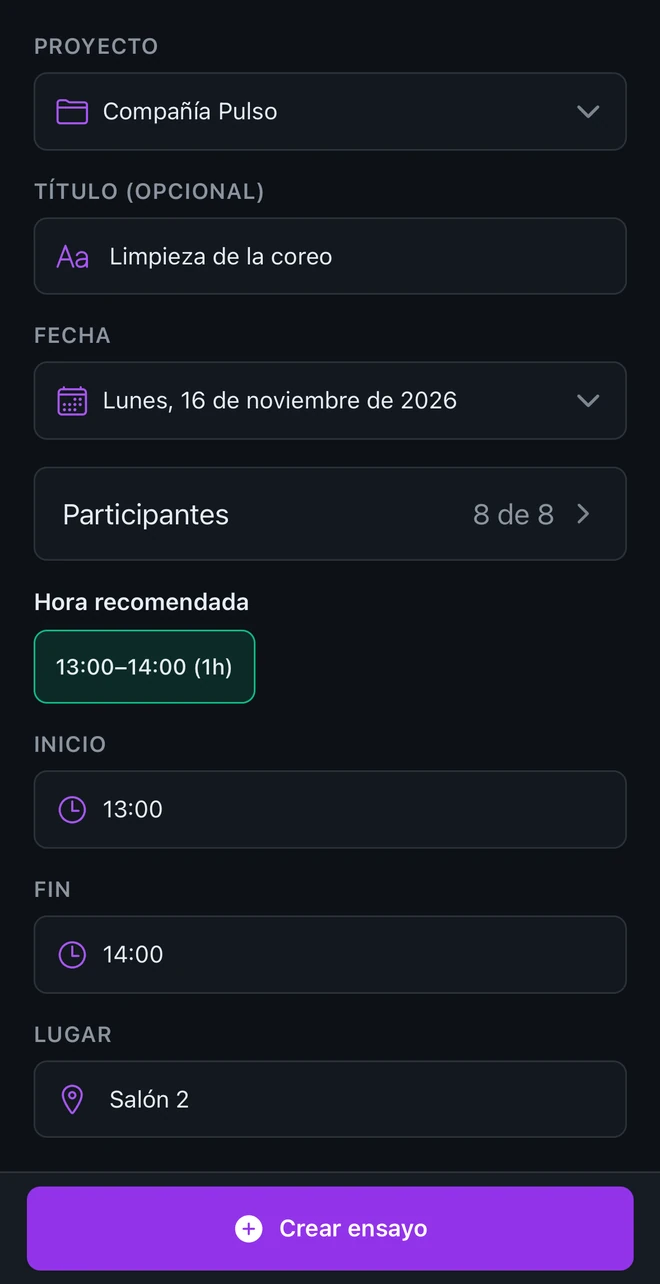 PROYECTO
Compañía Pulso
TÍTULO (OPCIONAL)
Aa Limpieza de la coreo
FECHA
Lunes, 16 de noviembre de 2026
Participantes 8 de 8
Hora recomendada
13:00–14:00 (1h)
INICIO
13:00
FIN
14:00
LUGAR
Salón 2
Crear ensayo